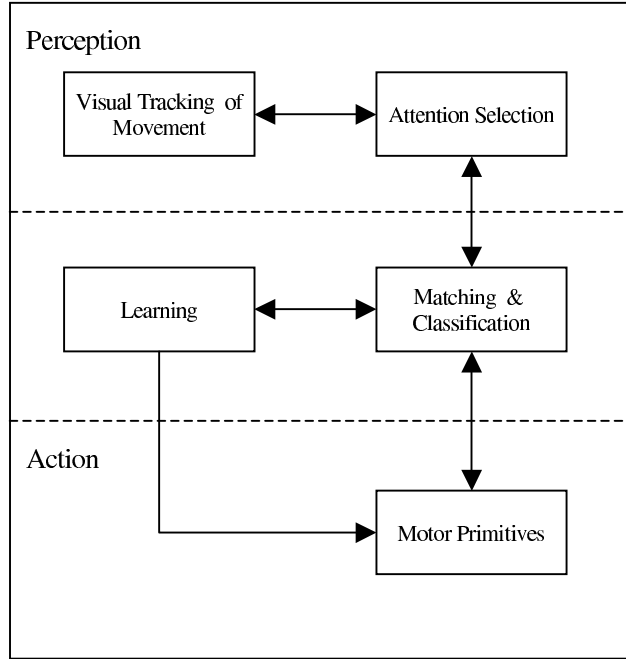 Perception
Visual Tracking of
Movement
Attention Selection
Learning
Matching &
Classification
Action
Motor Primitives